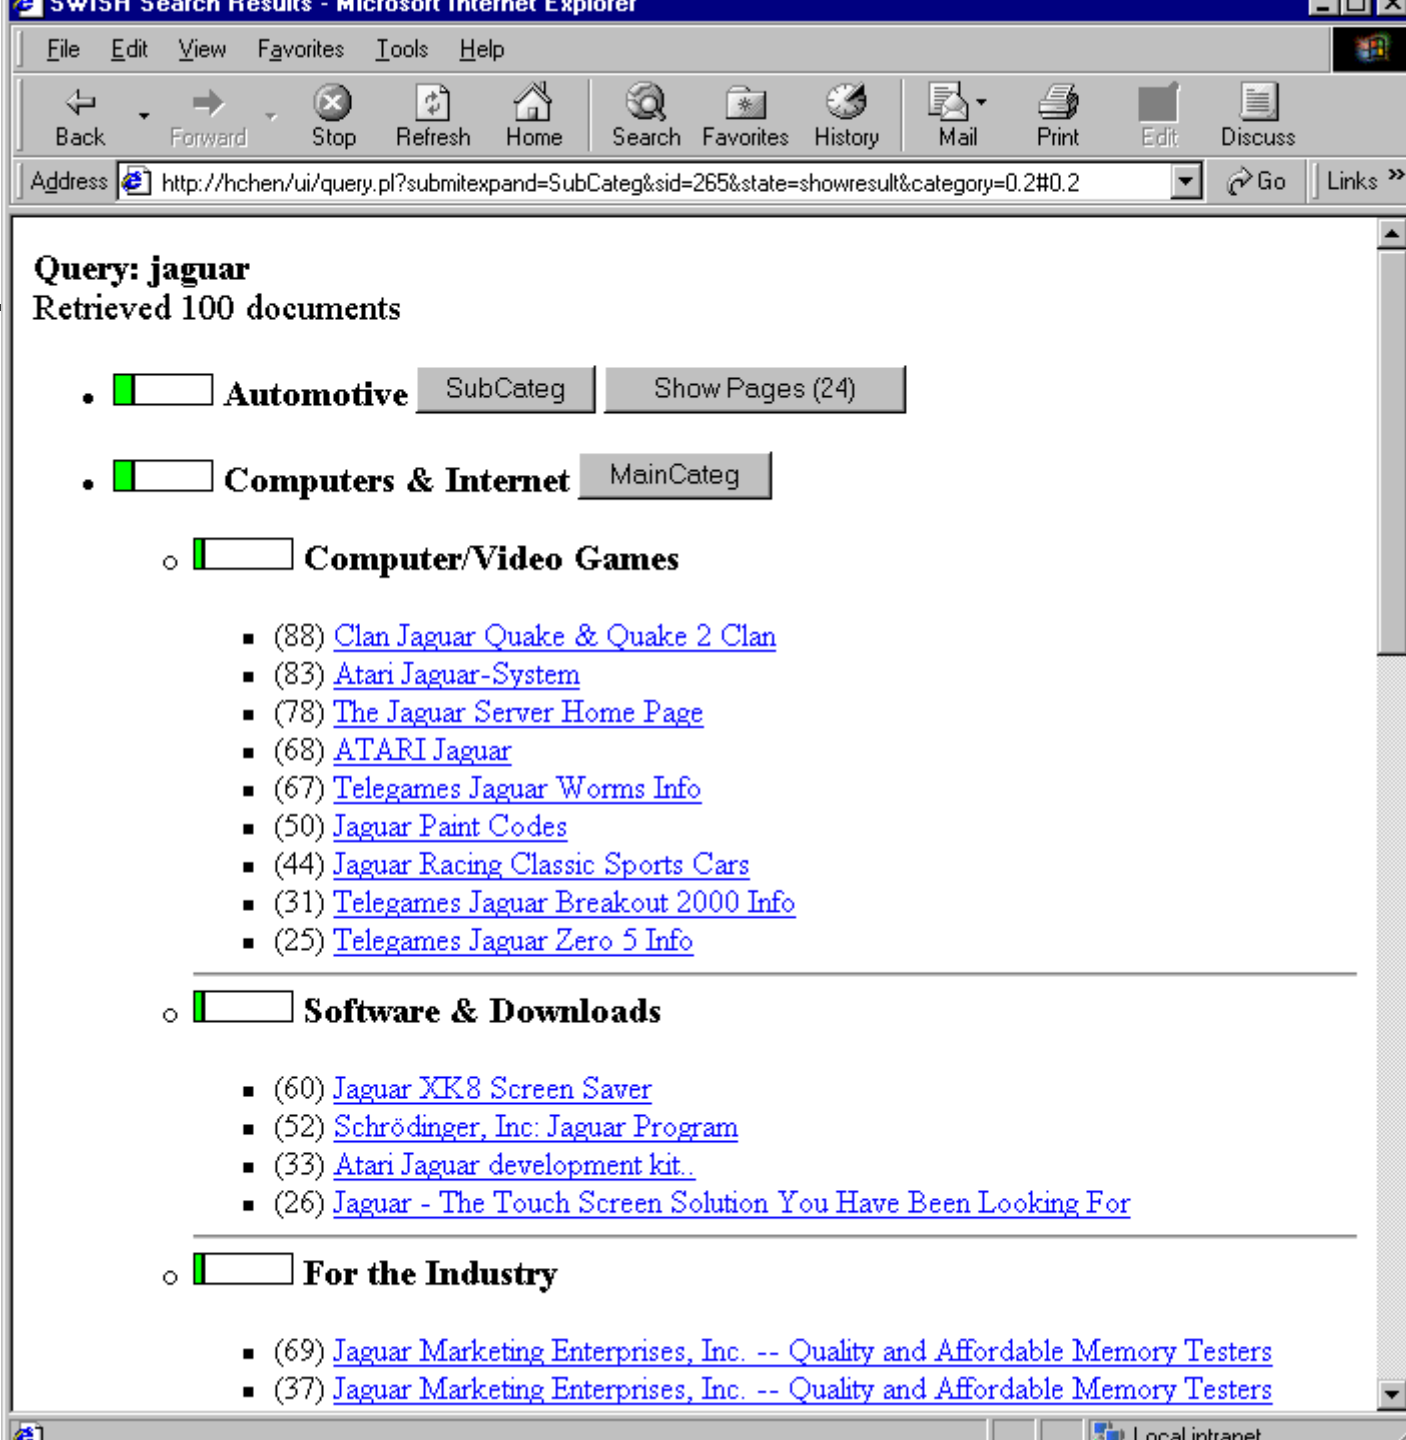 SWISH Search Results - Microsoft Internet Explorer
File Edit View Favorites Tools Help
Back Forward Stop Refresh Home Search Favorites History Mail Print Edit Discuss
Address http://hchen/ui/query.pl?submitexpand=SubCateg&sid=265&state=showresult&category=0.2#0.2 Go Links »
Query: jaguar
Retrieved 100 documents
Automotive SubCateg Show Pages (24)
Computers & Internet MainCateg
Computer/Video Games
(88) Clan Jaguar Quake & Quake 2 Clan
(83) Atari Jaguar-System
(78) The Jaguar Server Home Page
(68) ATARI Jaguar
(67) Telegames Jaguar Worms Info
(50) Jaguar Paint Codes
(44) Jaguar Racing Classic Sports Cars
(31) Telegames Jaguar Breakout 2000 Info
(25) Telegames Jaguar Zero 5 Info
Software & Downloads
(60) Jaguar XK8 Screen Saver
(52) Schrödinger, Inc: Jaguar Program
(33) Atari Jaguar development kit..
(26) Jaguar - The Touch Screen Solution You Have Been Looking For
For the Industry
(69) Jaguar Marketing Enterprises, Inc. -- Quality and Affordable Memory Testers
(37) Jaguar Marketing Enterprises, Inc. -- Quality and Affordable Memory Testers
Local intranet